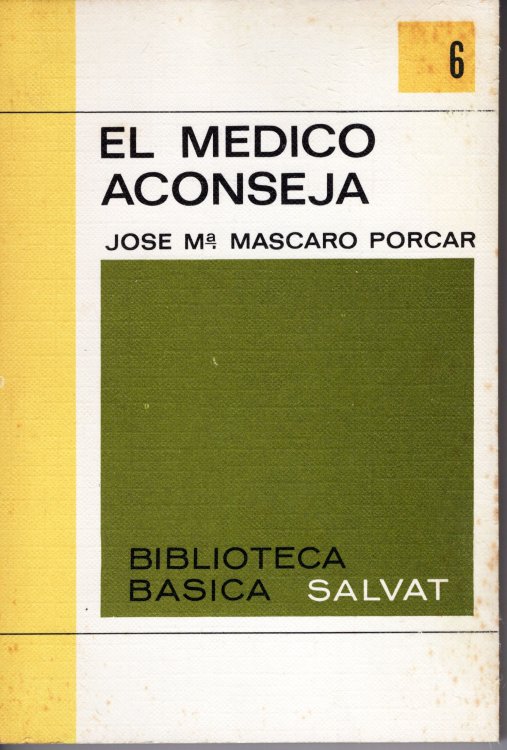 6
EL MEDICO
ACONSEJA
JOSE Mª MASCARO PORCAR
BIBLIOTECA
BASICA SALVAT